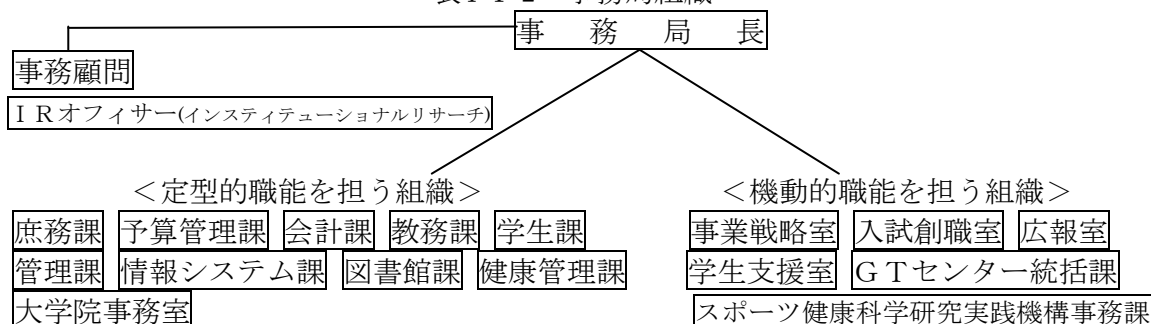 事　務　局　長
事務顧問
ＩＲオフィサー(インスティテューショナルリサーチ)
＜定型的職能を担う組織＞
庶務課 予算管理課 会計課 教務課 学生課
管理課 情報システム課 図書館課 健康管理課
大学院事務室
＜機動的職能を担う組織＞
事業戦略室 入試創職室 広報室
学生支援室 ＧＴセンター統括課
スポーツ健康科学研究実践機構事務課